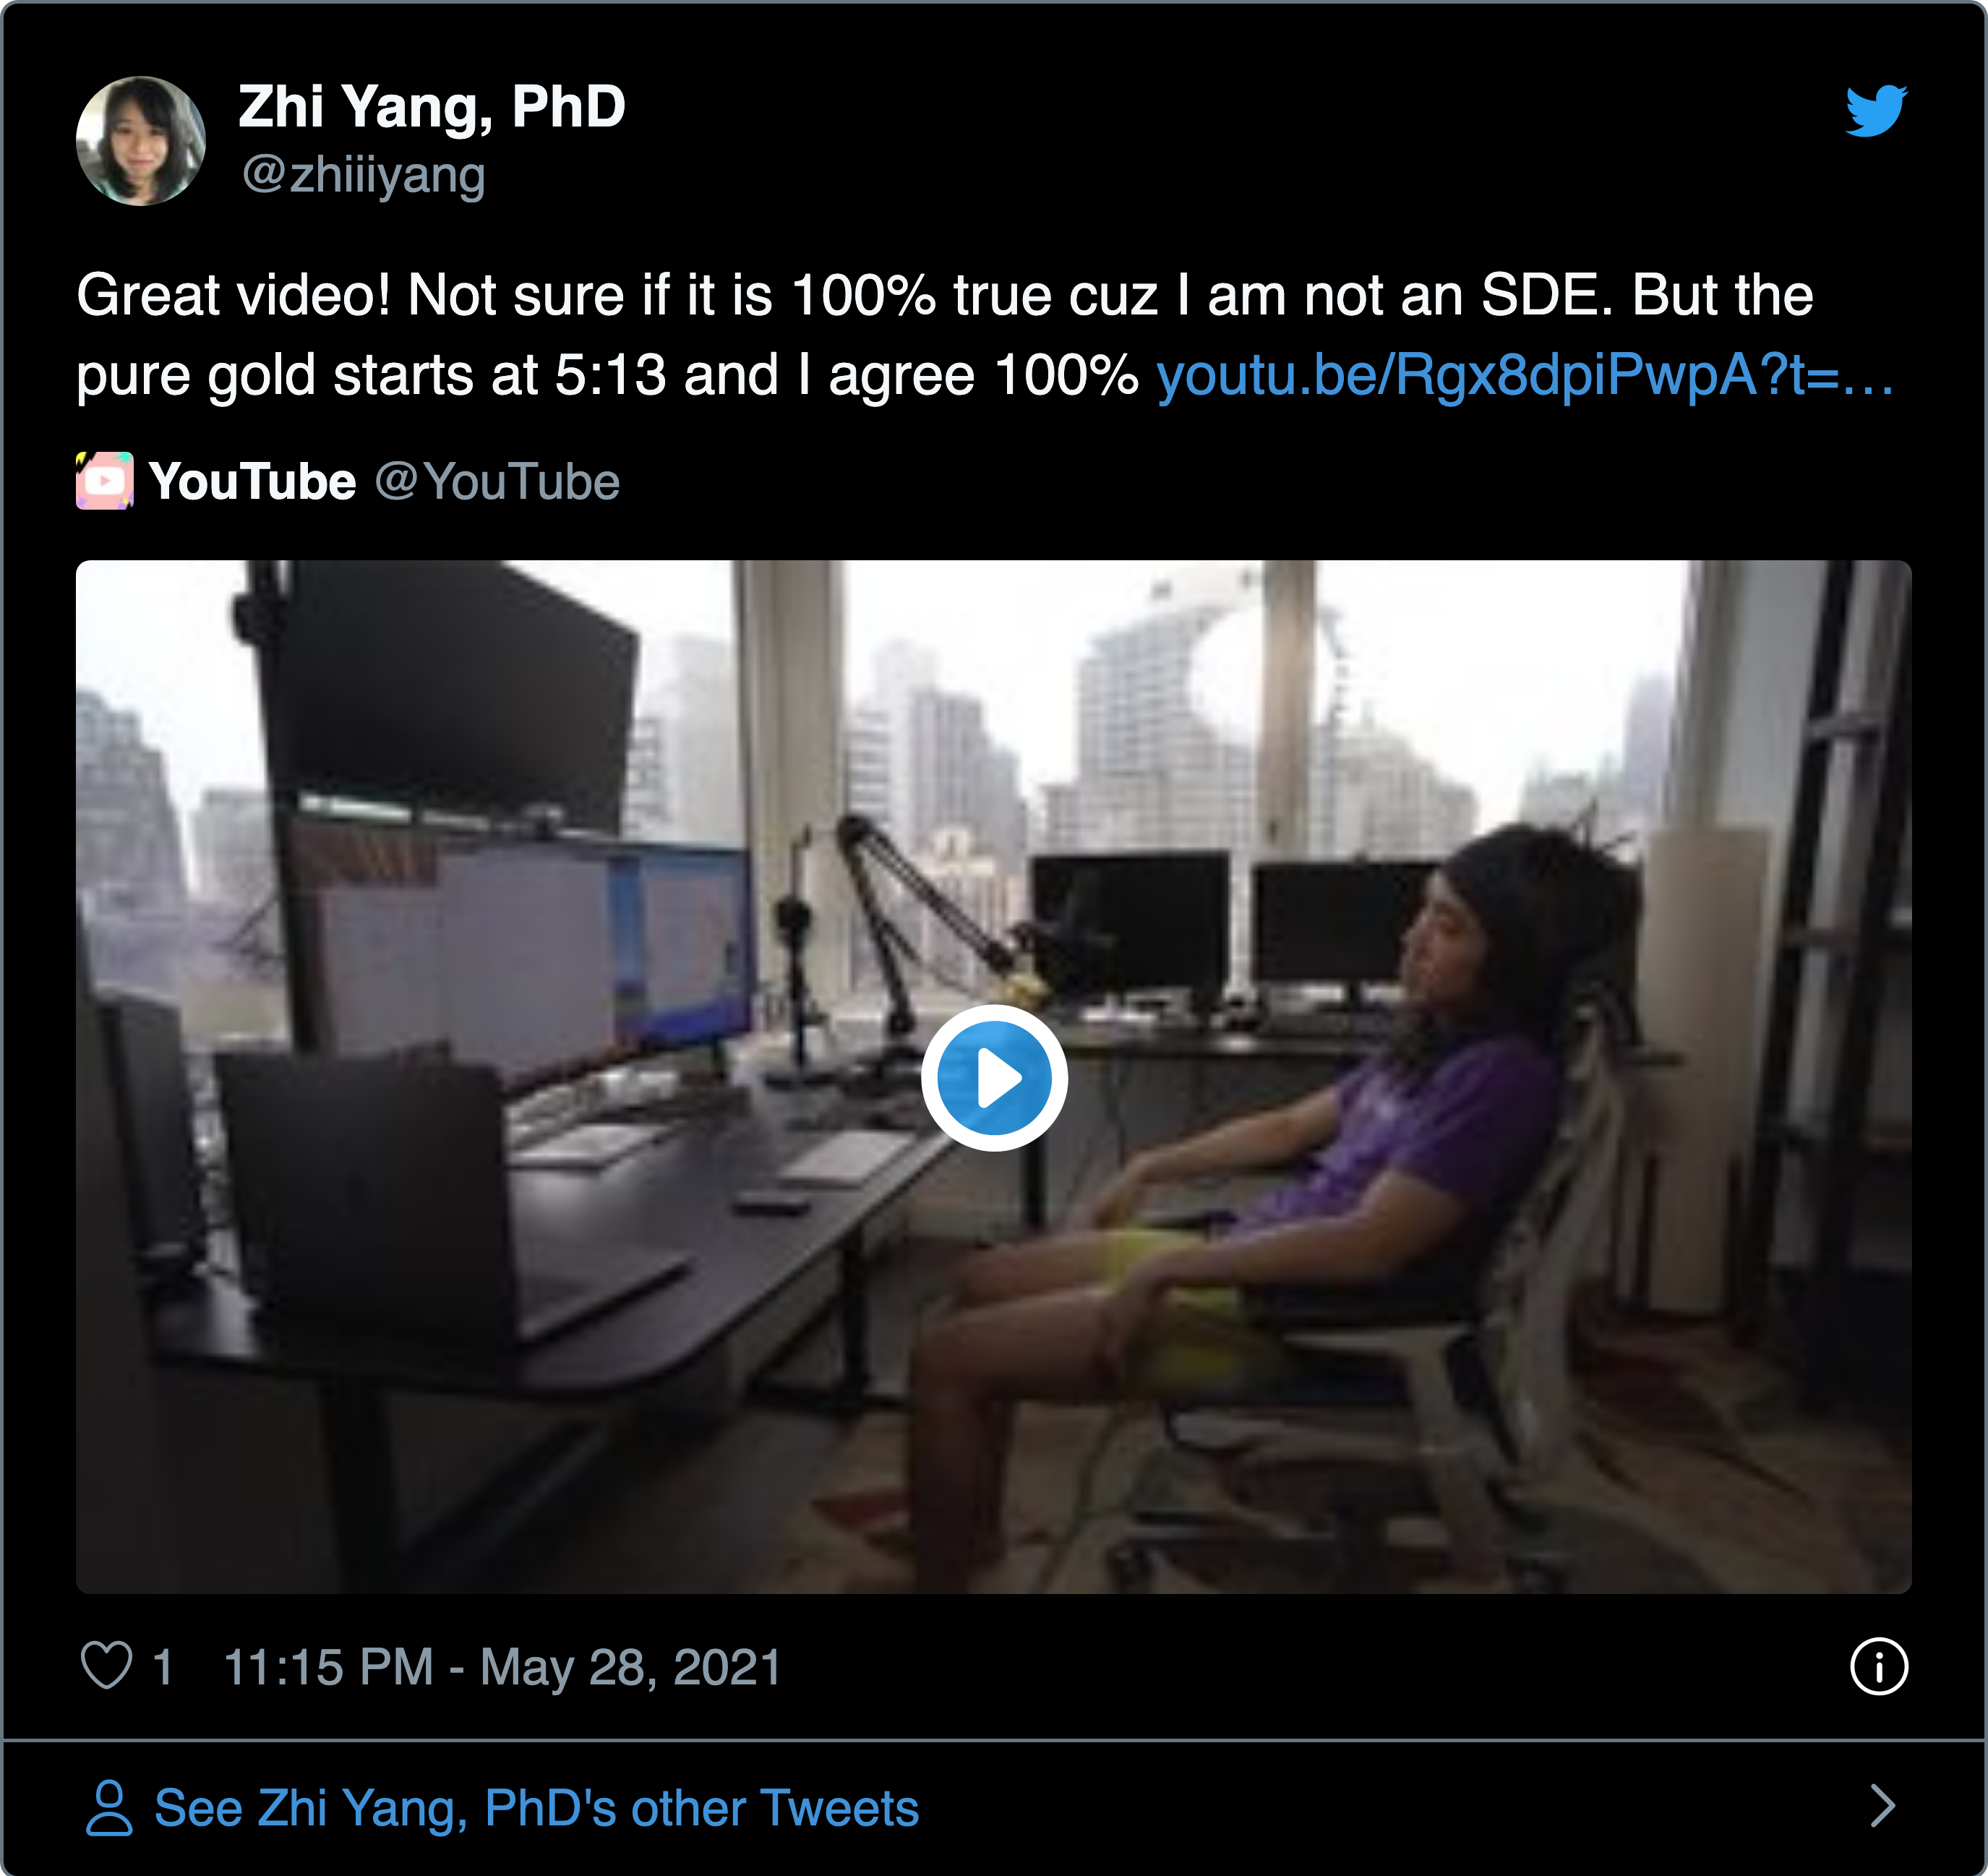 Zhi Yang, PhD
@zhiiiyang
Great video! Not sure if it is 100% true cuz I am not an SDE. But the
pure gold starts at 5:13 and I agree 100% youtu.be/Rgx8dpiPwpA?t=…
YouTube @YouTube
1 11:15 PM - May 28, 2021
See Zhi Yang, PhD's other Tweets